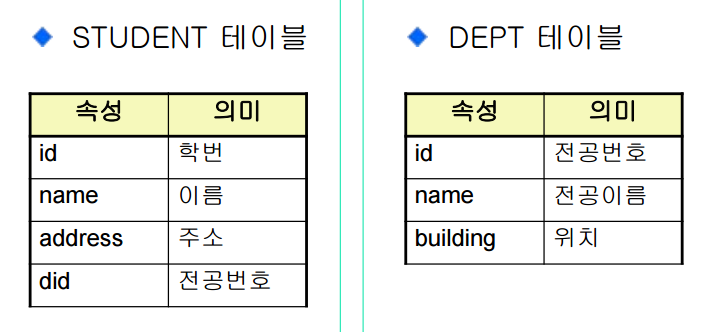 STUDENT 테이블
속성 의미
id 학번
name 이름
address 주소
did 전공번호
DEPT 테이블
속성 의미
id 전공번호
name 전공이름
building 위치